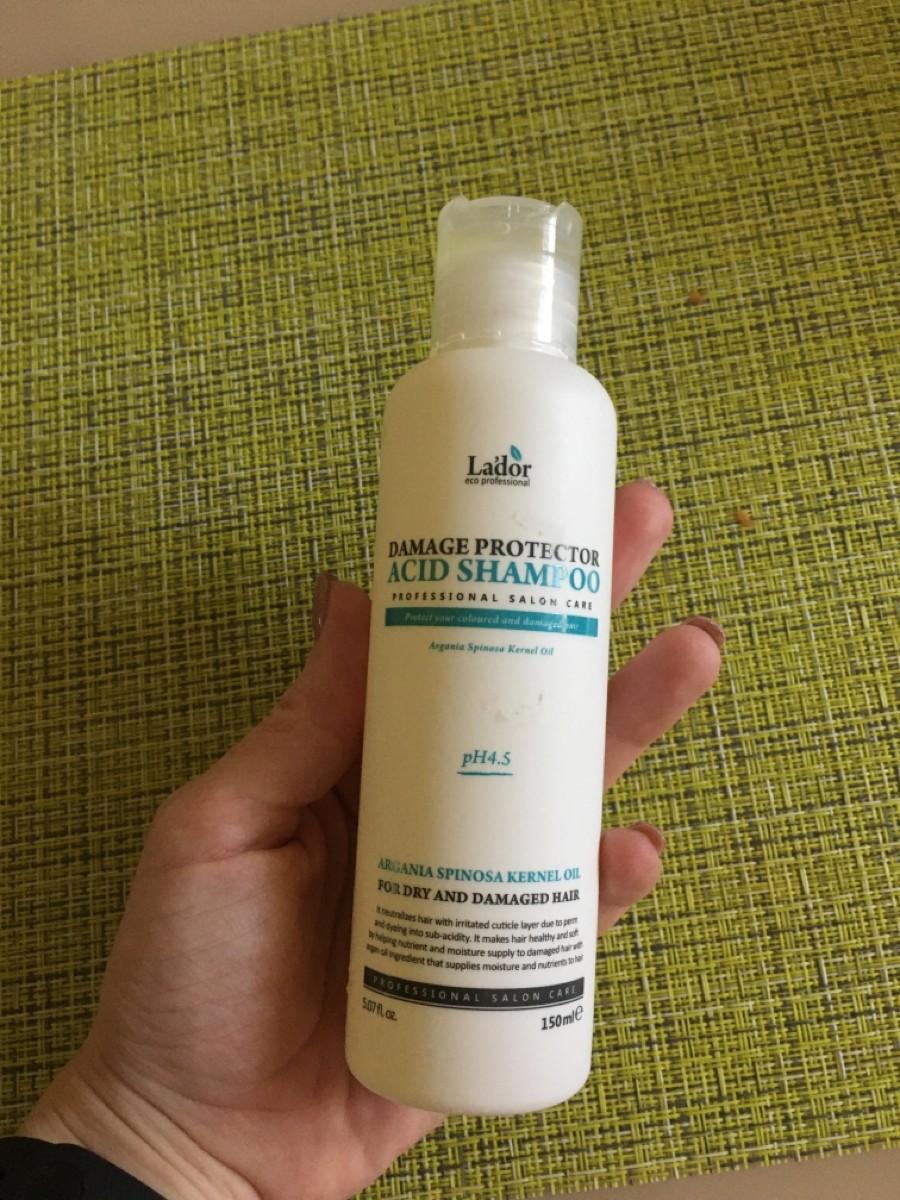 La'dor
eco professional
DAMAGE PROTECTOR
ACID SHAMPOO
PROFESSIONAL SALON CARE
Protect your coloured and damaged hair
Argania Spinosa Kernel Oil
pH4.5
ARGANIA SPINOSA KERNEL OIL
FOR DRY AND DAMAGED HAIR
It neutralizes hair with irritated cuticle layer due to perm
and dyeing into sub-acidity. It makes hair healthy and soft
by helping nutrient and moisture supply to damaged hair with
argan oil ingredient that supplies moisture and nutrients to hair
PROFESSIONAL SALON CARE
5.07 fl. oz.
150ml℮